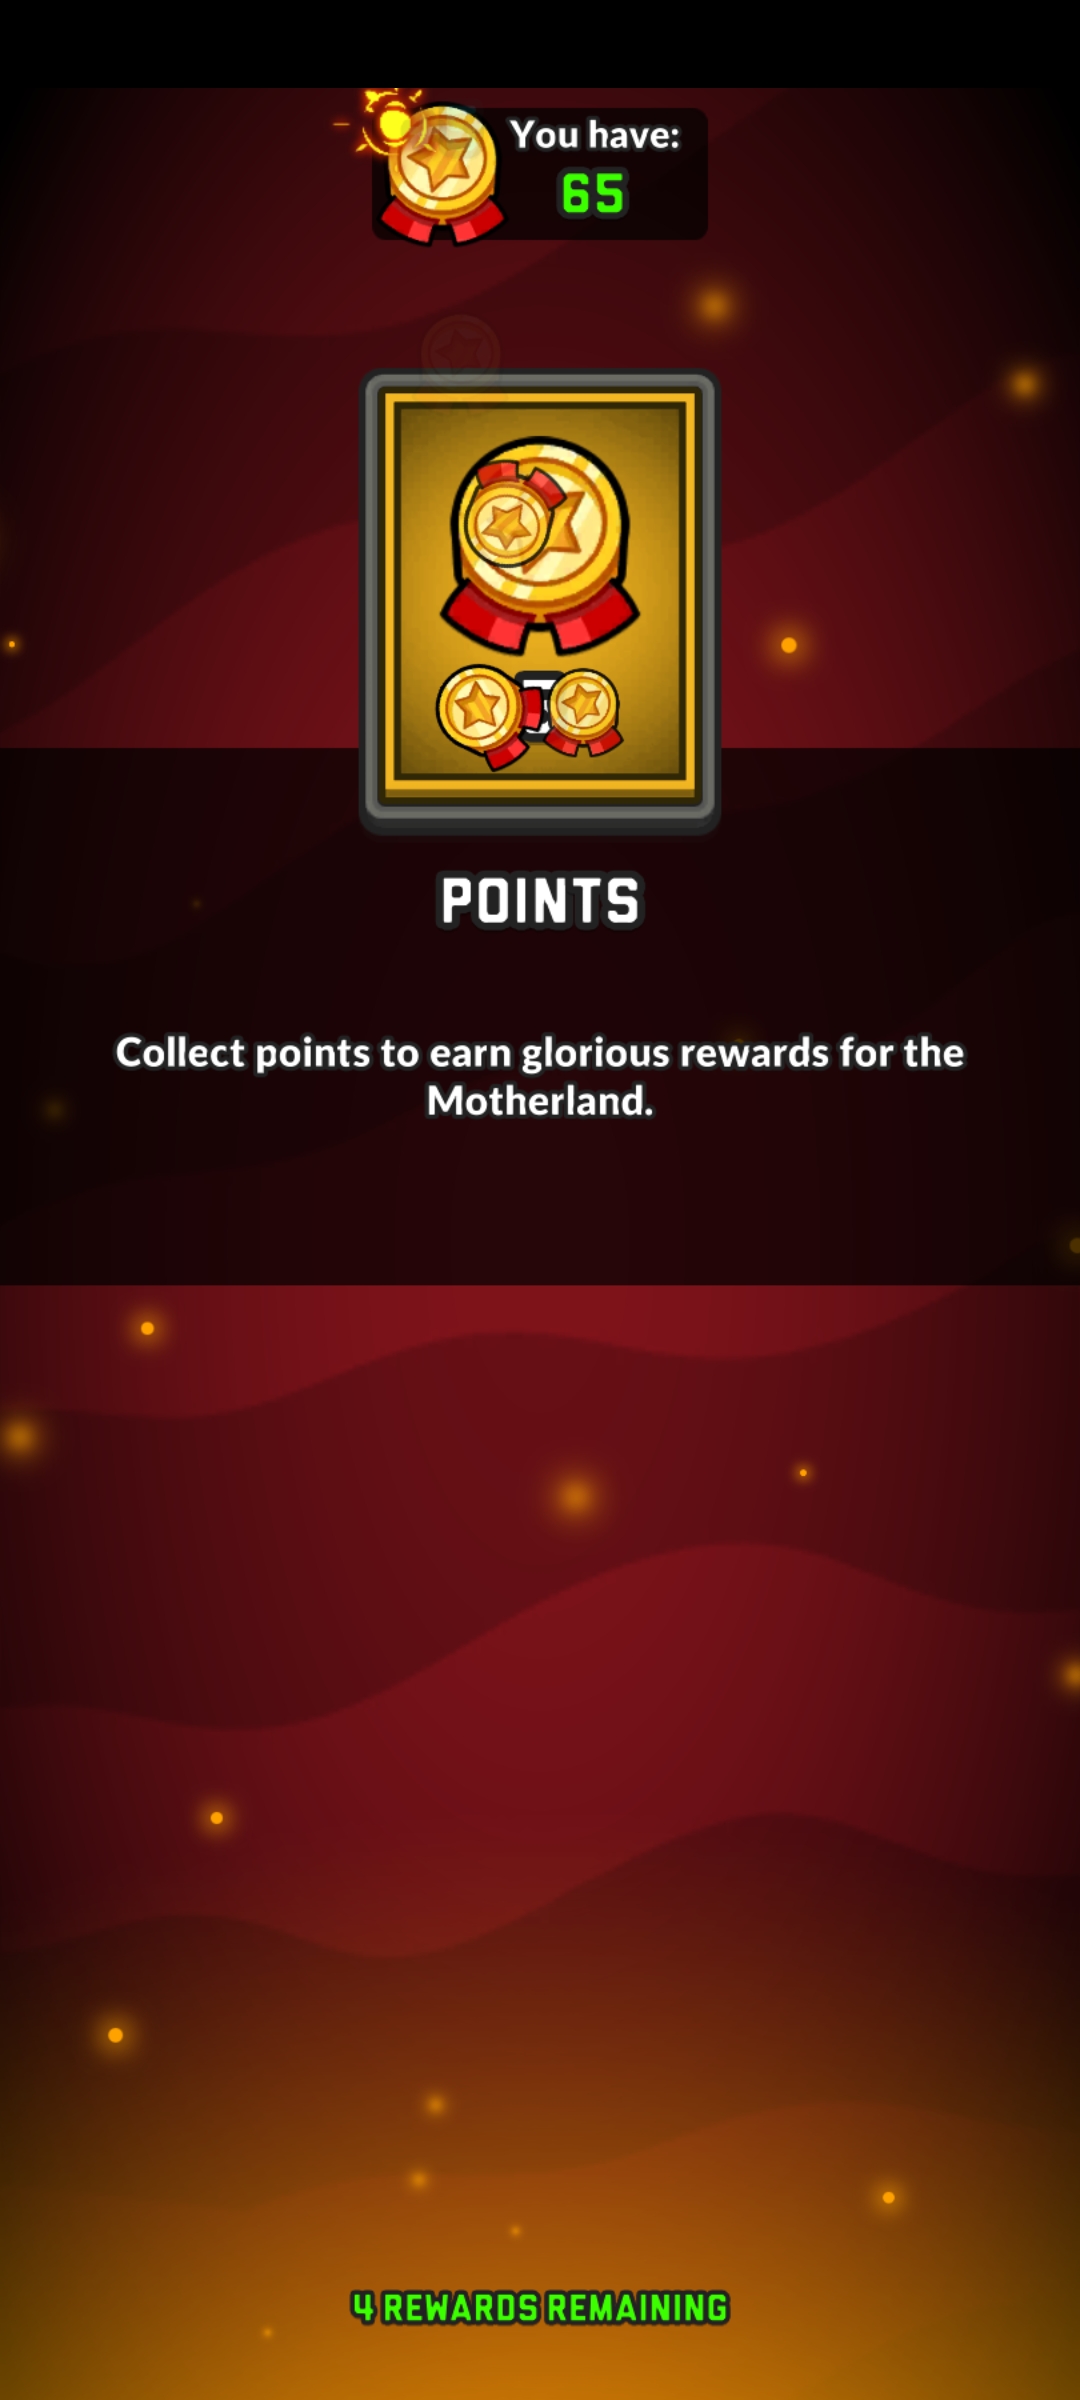 You have:
65
POINTS
Collect points to earn glorious rewards for the
Motherland.
4 REWARDS REMAINING